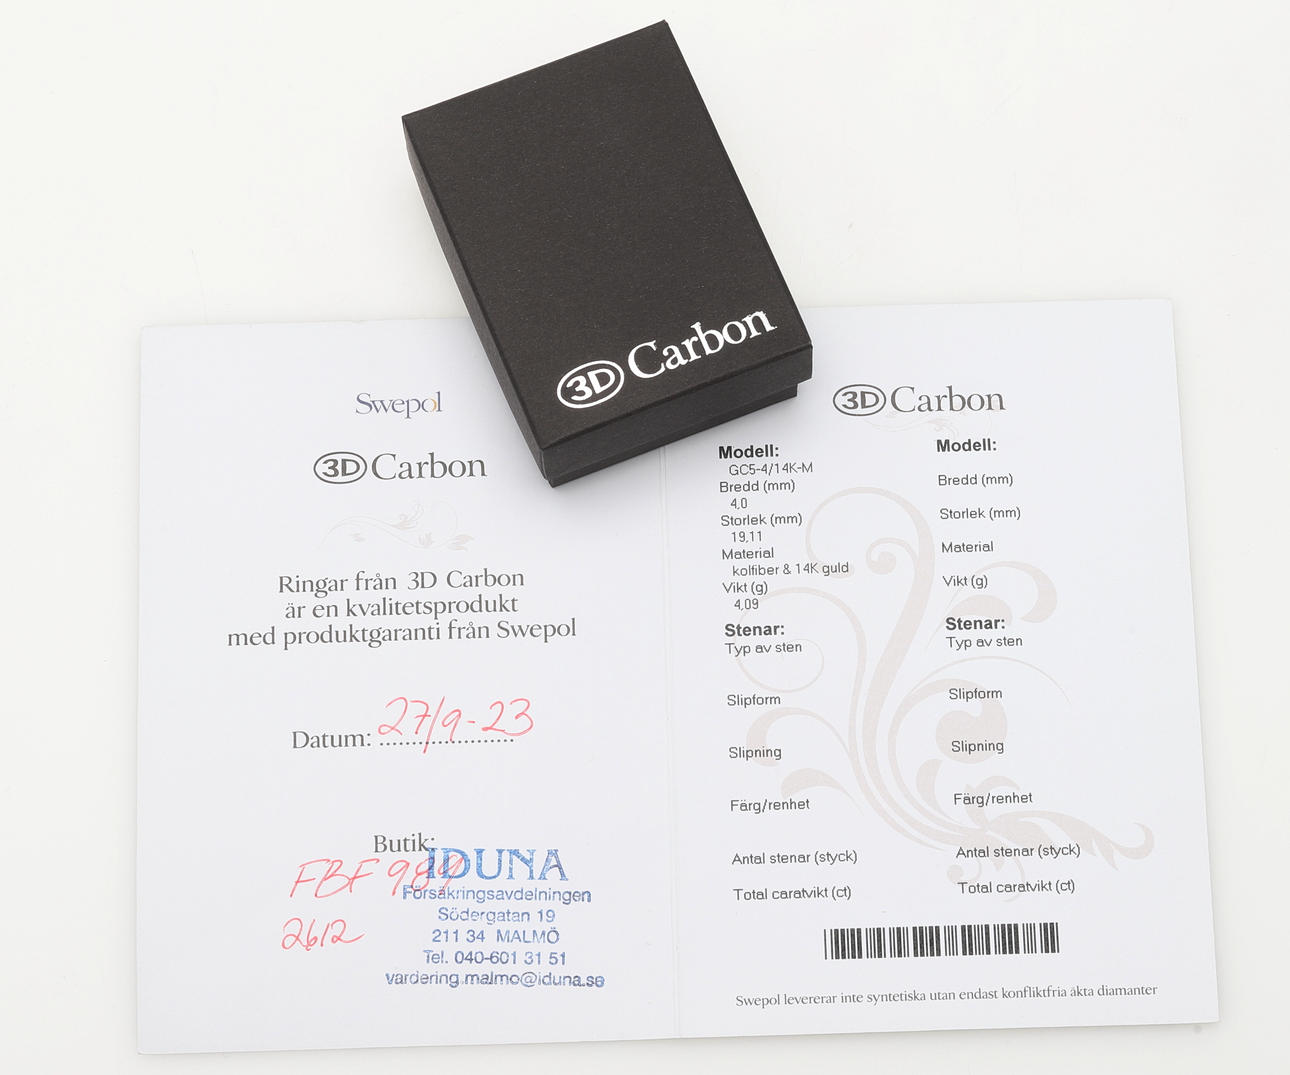 3D Carbon
Swepol
3D Carbon
Ringar från 3D Carbon
är en kvalitetsprodukt
med produktgaranti från Swepol
Datum: 27/9-23
Butik:
FBF 989
2612
IDUNA
Försäkringsavdelningen
Södergatan 19
211 34 MALMÖ
Tel. 040-601 31 51
vardering.malmo@iduna.se
3D Carbon
Modell:
GC5-4/14K-M
Bredd (mm)
4,0
Storlek (mm)
19,11
Material
kolfiber & 14K guld
Vikt (g)
4,09
Stenar:
Typ av sten
Slipform
Slipning
Färg/renhet
Antal stenar (styck)
Total caratvikt (ct)
Modell:
Bredd (mm)
Storlek (mm)
Material
Vikt (g)
Stenar:
Typ av sten
Slipform
Slipning
Färg/renhet
Antal stenar (styck)
Total caratvikt (ct)
Swepol levererar inte syntetiska utan endast konfliktfria äkta diamanter